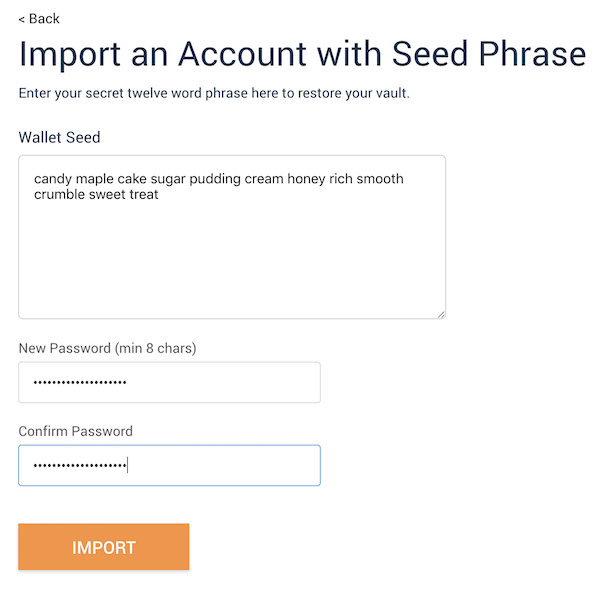 < Back
Import an Account with Seed Phrase
Enter your secret twelve word phrase here to restore your vault.
Wallet Seed
candy maple cake sugar pudding cream honey rich smooth
crumble sweet treat
New Password (min 8 chars)
••••••••••••••••••••
Confirm Password
••••••••••••••••••••
IMPORT